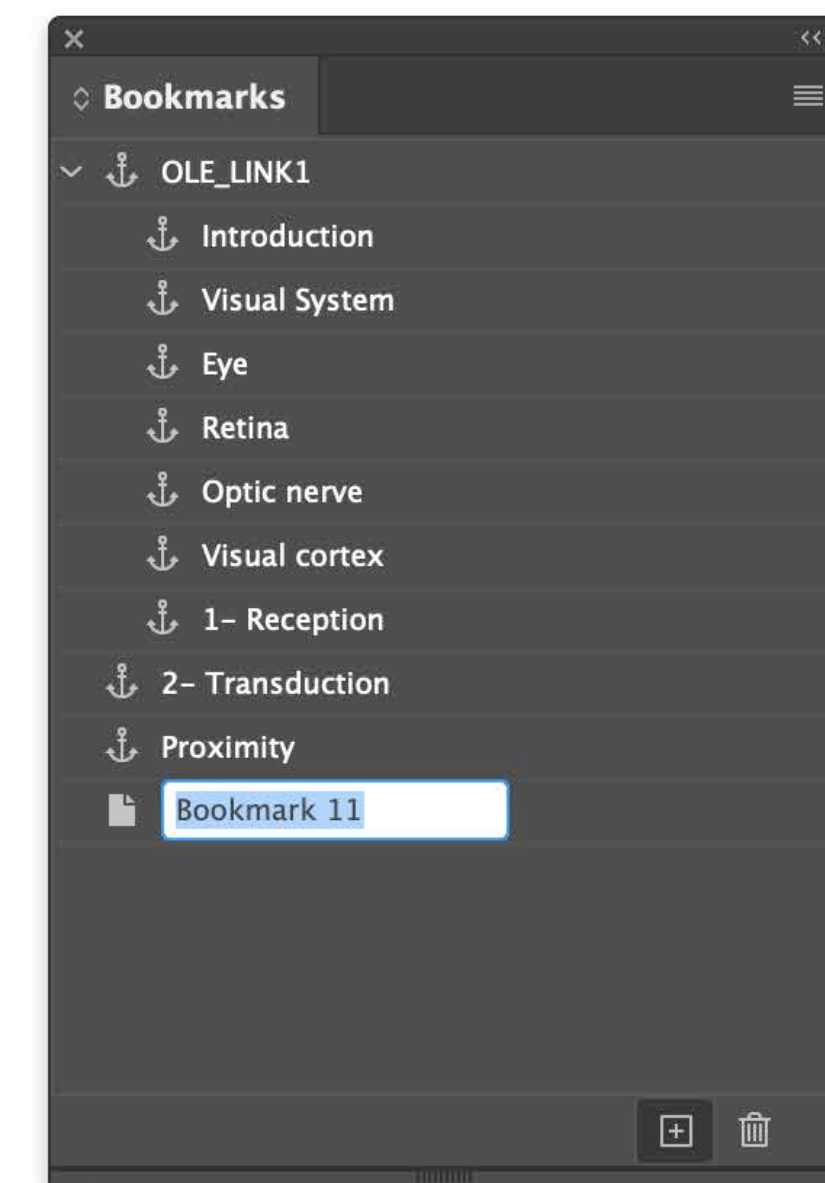 Bookmarks
OLE_LINK1
Introduction
Visual System
Eye
Retina
Optic nerve
Visual cortex
1- Reception
2- Transduction
Proximity
Bookmark 11